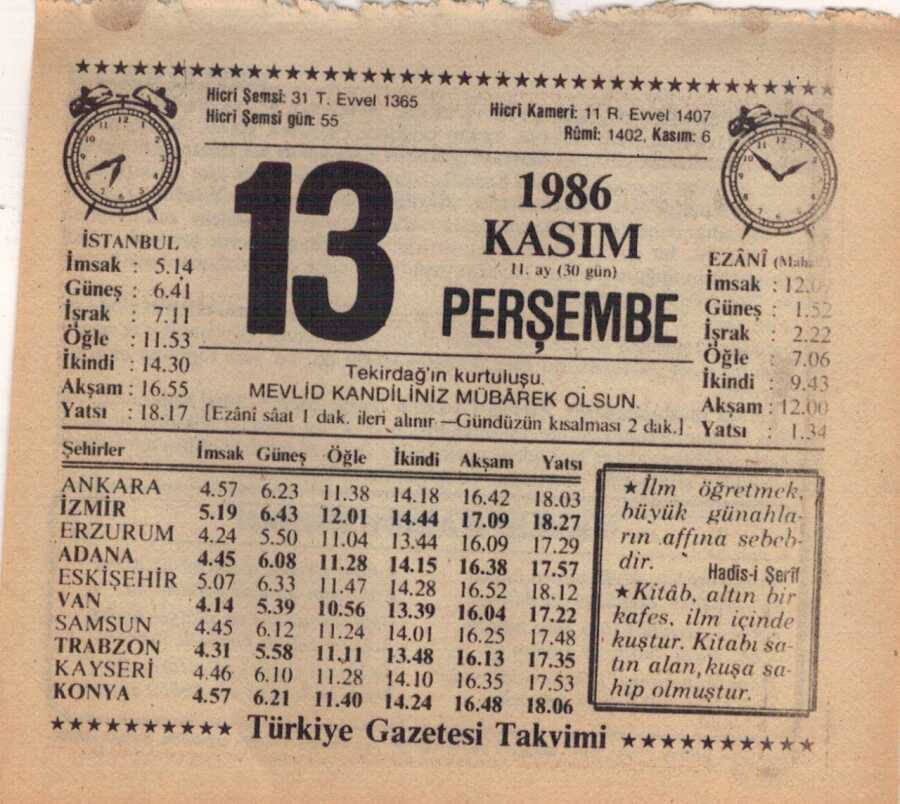 ★★★★★★★★★★★★★★★★★★★★★★★★★★★★★★★★★★★★★★★★
Hicri Şemsi: 31 T. Evvel 1365
Hicri Şemsi gün: 55
Hicri Kameri: 11 R. Evvel 1407
Rûmi: 1402, Kasım: 6
13
1986
KASIM
11. ay (30 gün)
PERŞEMBE
İSTANBUL
İmsak : 5.14
Güneş : 6.41
İşrak : 7.11
Öğle : 11.53
İkindi : 14.30
Akşam : 16.55
Yatsı : 18.17
EZÂNÎ
İmsak : 12.07
Güneş : 1.52
İşrak : 2.22
Öğle : 7.06
İkindi : 9.43
Akşam : 12.00
Yatsı : 1.34
Tekirdağ'ın kurtuluşu.
MEVLİD KANDİLİNİZ MÜBÂREK OLSUN.
[Ezânî sâat 1 dak. ileri alınır —Gündüzün kısalması 2 dak.]
Şehirler İmsak Güneş Öğle İkindi Akşam Yatsı
ANKARA 4.57 6.23 11.38 14.18 16.42 18.03
İZMİR 5.19 6.43 12.01 14.44 17.09 18.27
ERZURUM 4.24 5.50 11.04 13.44 16.09 17.29
ADANA 4.45 6.08 11.28 14.15 16.38 17.57
ESKİŞEHİR 5.07 6.33 11.47 14.28 16.52 18.12
VAN 4.14 5.39 10.56 13.39 16.04 17.22
SAMSUN 4.45 6.12 11.24 14.01 16.25 17.48
TRABZON 4.31 5.58 11.11 13.48 16.13 17.35
KAYSERİ 4.46 6.10 11.28 14.10 16.35 17.53
KONYA 4.57 6.21 11.40 14.24 16.48 18.06
★İlm öğretmek,
büyük günahla-
rın affına sebeb-
dir.
Hadîs-i Şerîf
★Kitâb, altın bir
kafes, ilm içinde
kuştur. Kitabı sa-
tın alan, kuşa sa-
hip olmuştur.
★★★★★★★★★★ Türkiye Gazetesi Takvimi ★★★★★★★★★★